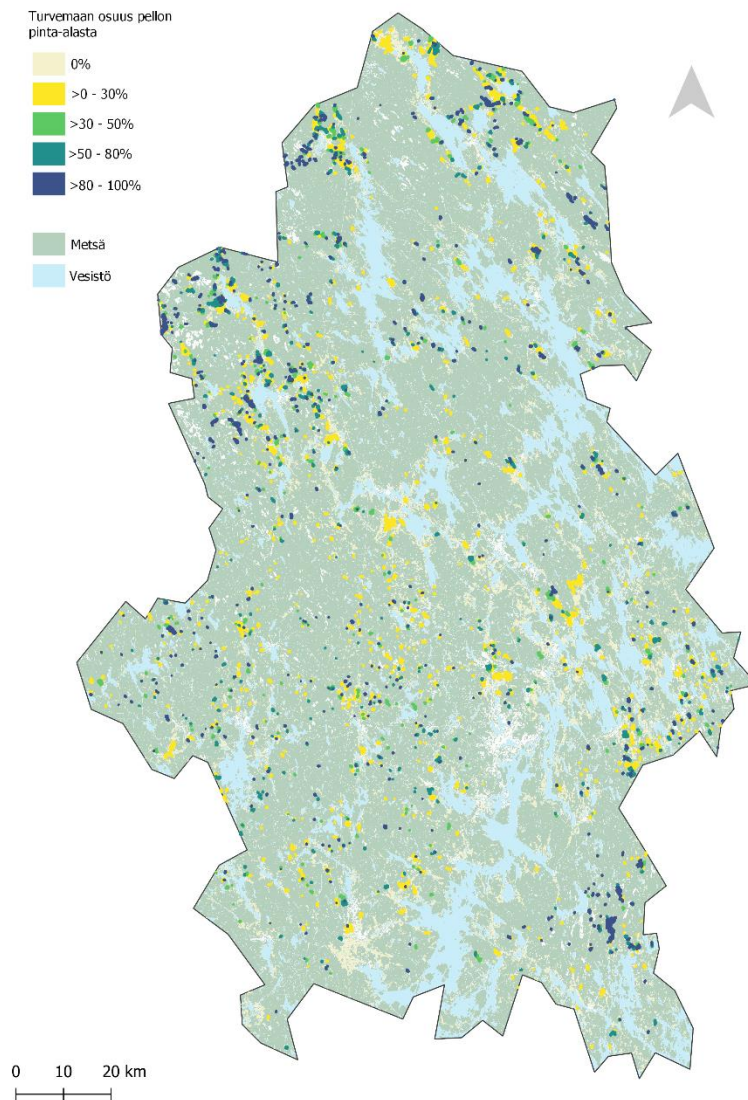 Turvemaan osuus pellon
pinta-alasta
0%
>0 - 30%
>30 - 50%
>50 - 80%
>80 - 100%
Metsä
Vesistö
0 10 20 km